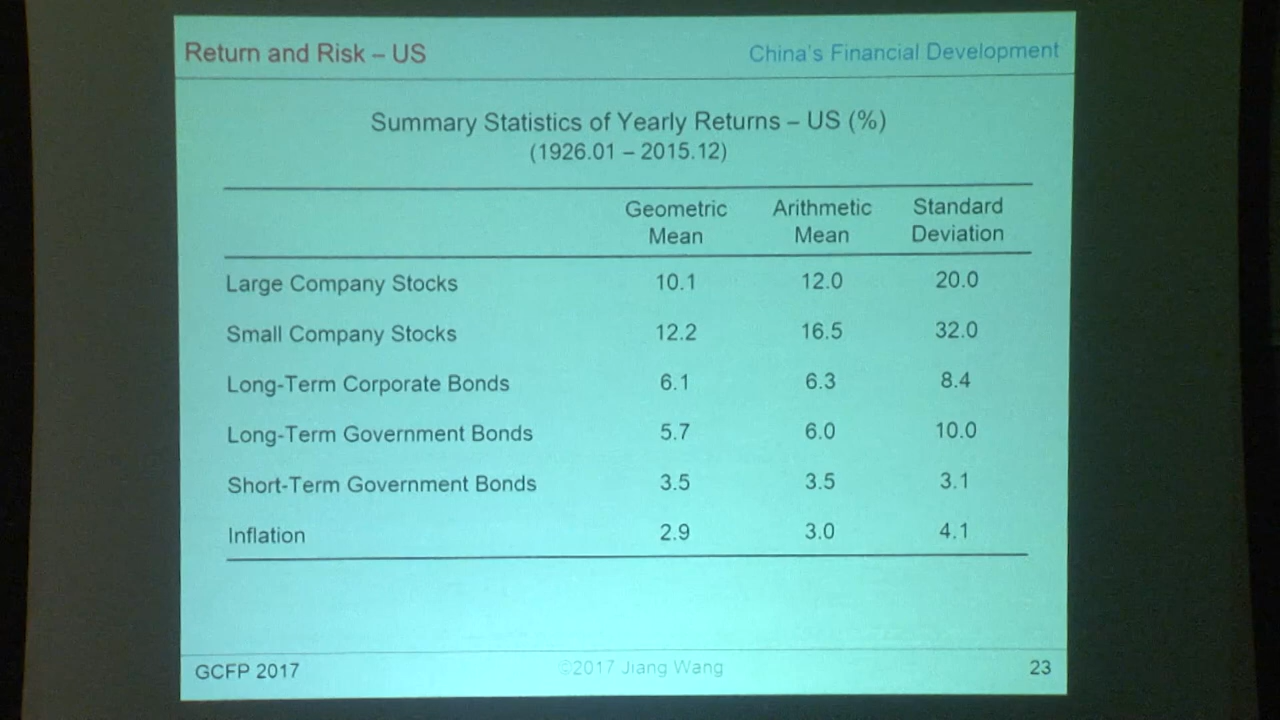 Return and Risk – US
China's Financial Development
Summary Statistics of Yearly Returns – US (%)
(1926.01 – 2015.12)
Geometric Mean Arithmetic Mean Standard Deviation
Large Company Stocks 10.1 12.0 20.0
Small Company Stocks 12.2 16.5 32.0
Long-Term Corporate Bonds 6.1 6.3 8.4
Long-Term Government Bonds 5.7 6.0 10.0
Short-Term Government Bonds 3.5 3.5 3.1
Inflation 2.9 3.0 4.1
GCFP 2017 ©2017 Jiang Wang 23